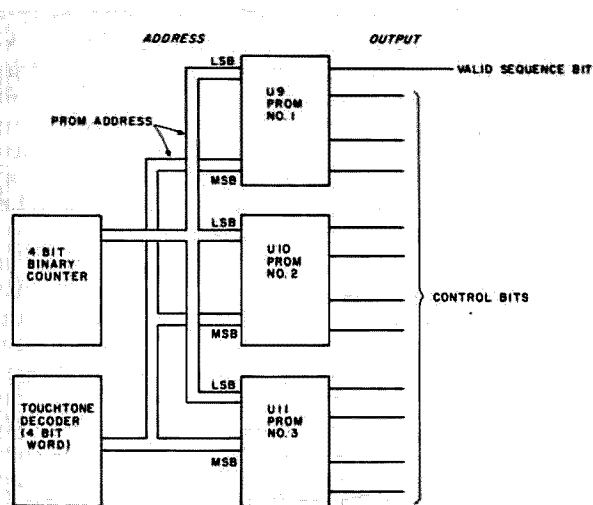 ADDRESS
OUTPUT
LSB
U9
PROM
NO. 1
VALID SEQUENCE BIT
PROM ADDRESS
MSB
LSB
4 BIT
BINARY
COUNTER
U10
PROM
NO. 2
CONTROL BITS
MSB
LSB
TOUCHTONE
DECODER
(4 BIT
WORD)
U11
PROM
NO. 3
MSB